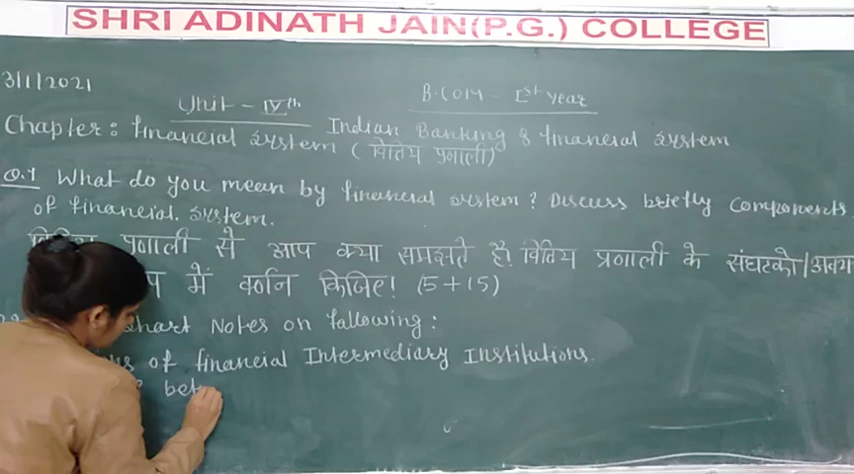 SHRI ADINATH JAIN(P.G.) COLLEGE
3/1/2021
Unit - IVth
B.COM - Ist year
Chapter: financial system
Indian Banking & financial system
(वित्तिय प्रणाली)
Q.1 What do you mean by financial system? Discuss briefly components
of financial system.
प्रणाली से आप क्या समझते है! वित्तिय प्रणाली के संघटको/अवय
में वर्णन किजिए! (5+15)
Short Notes on following:
of financial Intermediary Institutions.
bet